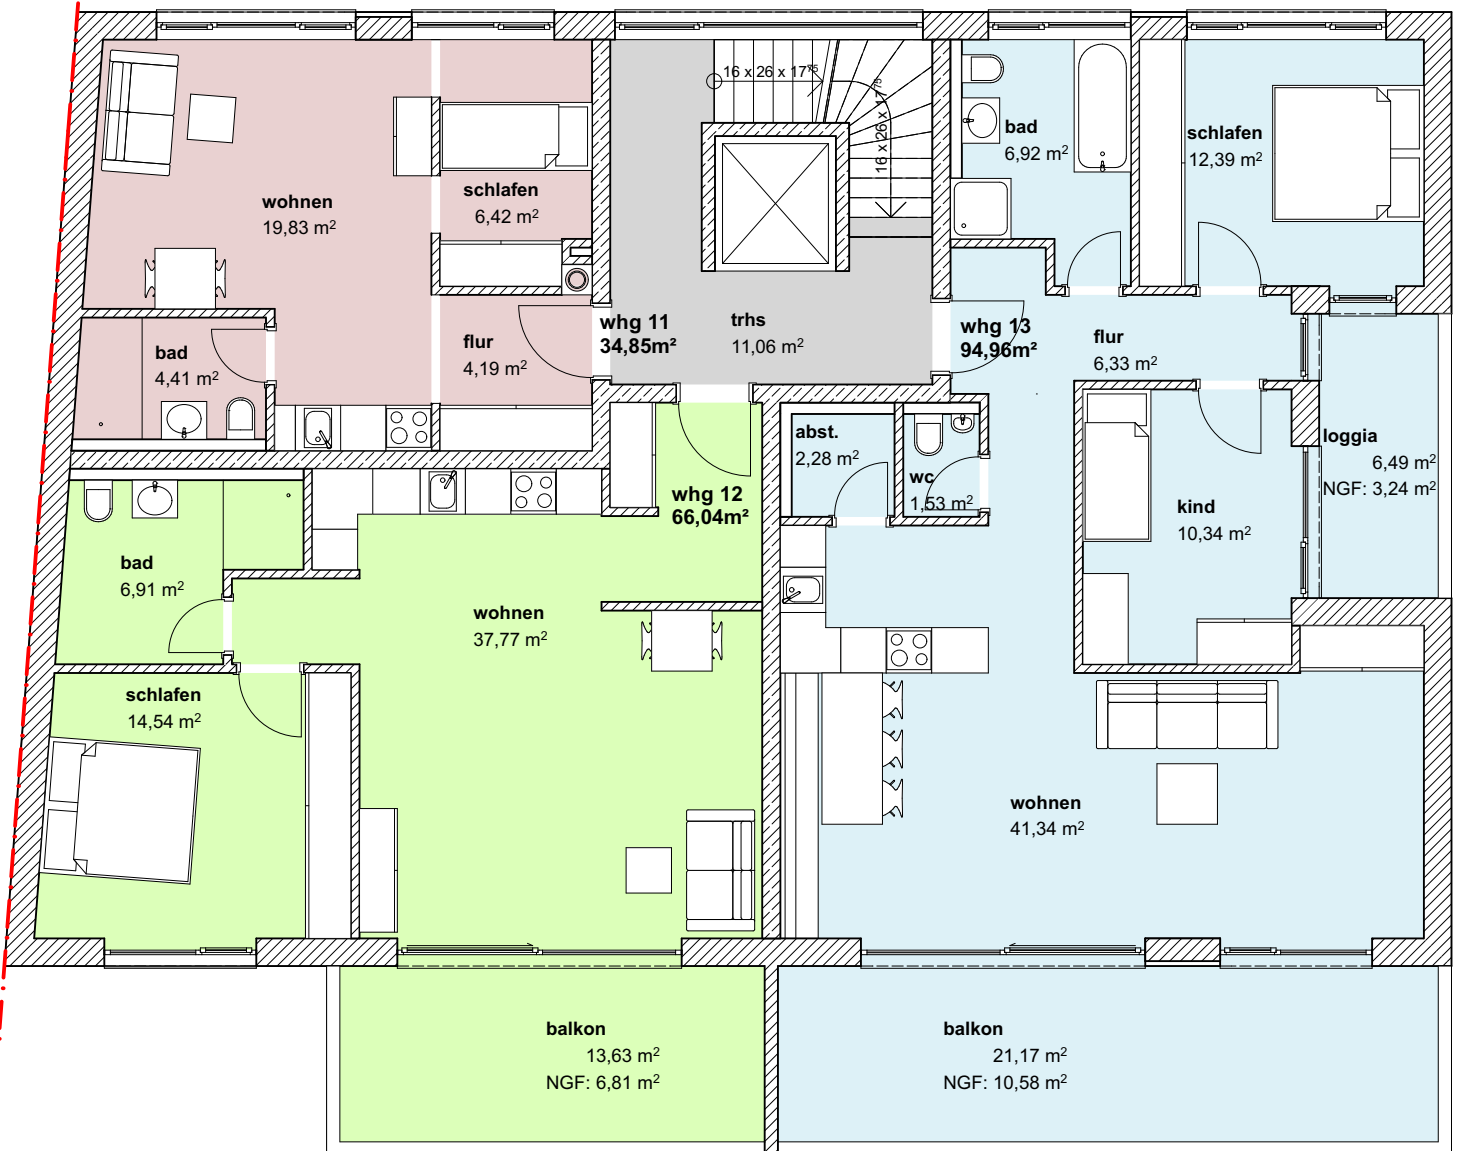 16 x 26 x 17⁷⁵
16 x 26 x 17⁷⁵
bad
6,92 m²
schlafen
12,39 m²
schlafen
6,42 m²
wohnen
19,83 m²
whg 11
34,85m²
trhs
11,06 m²
whg 13
94,96m²
flur
6,33 m²
flur
4,19 m²
bad
4,41 m²
abst.
2,28 m²
loggia
6,49 m²
NGF: 3,24 m²
wc
1,53 m²
whg 12
66,04m²
kind
10,34 m²
bad
6,91 m²
wohnen
37,77 m²
schlafen
14,54 m²
wohnen
41,34 m²
balkon
13,63 m²
NGF: 6,81 m²
balkon
21,17 m²
NGF: 10,58 m²